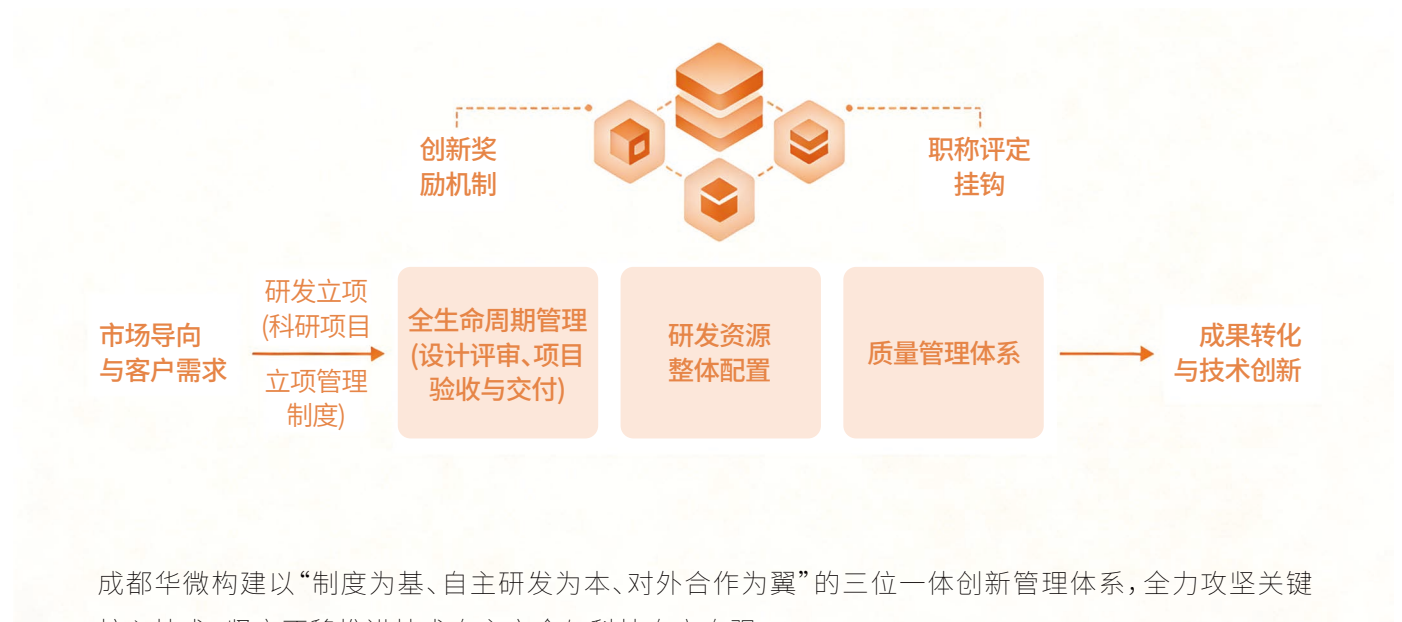 创新奖
励机制
职称评定
挂钩
市场导向
与客户需求
研发立项
(科研项目
立项管理
制度)
全生命周期管理
(设计评审、项目
验收与交付)
研发资源
整体配置
质量管理体系
成果转化
与技术创新
成都华微构建以“制度为基、自主研发为本、对外合作为翼”的三位一体创新管理体系，全力攻坚关键